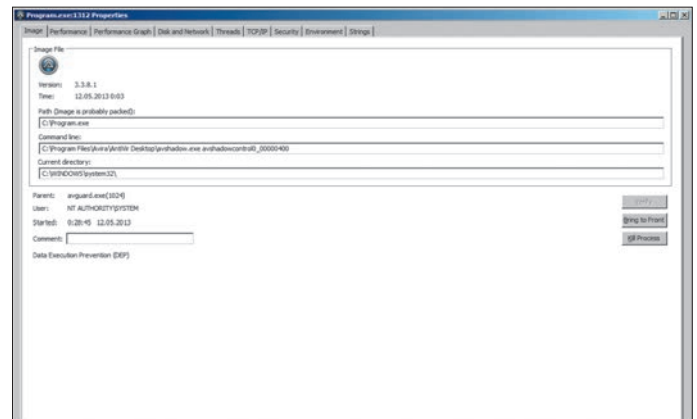 Program.exe:1312 Properties
Image Performance Performance Graph Disk and Network Threads TCP/IP Security Environment Strings
Image File
Version: 3.3.8.1
Time: 12.05.2013 0:03
Path (Image is probably packed):
C:\Program.exe
Command line:
C:\Program Files\Avira\AntiVir Desktop\avshadow.exe avshadowcontrol0_00000400
Current directory:
C:\WINDOWS\system32\
Parent: avguard.exe(1024)
User: NT AUTHORITY\SYSTEM
Started: 0:28:45 12.05.2013
Comment:
Verify
Bring to Front
Kill Process
Data Execution Prevention (DEP)